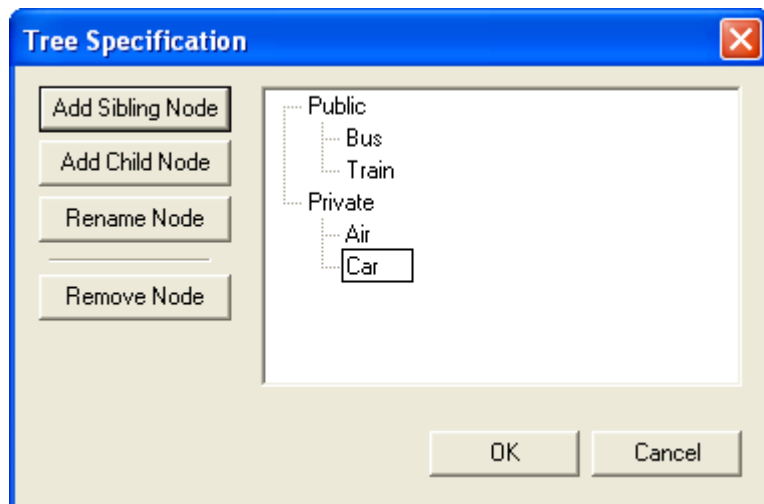 Tree Specification
Add Sibling Node
Add Child Node
Rename Node
Remove Node
Public
Bus
Train
Private
Air
Car
OK
Cancel